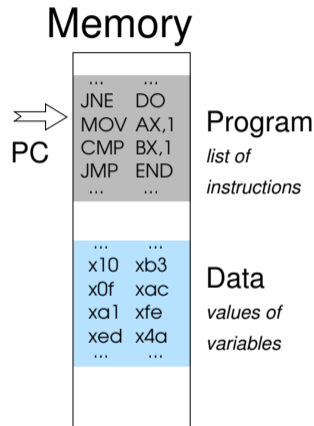 Memory
... ...
JNE DO
MOV AX,1
CMP BX,1
JMP END
... ...
PC
Program
list of
instructions
... ...
x10 xb3
x0f xac
xa1 xfe
xed x4a
... ...
Data
values of
variables